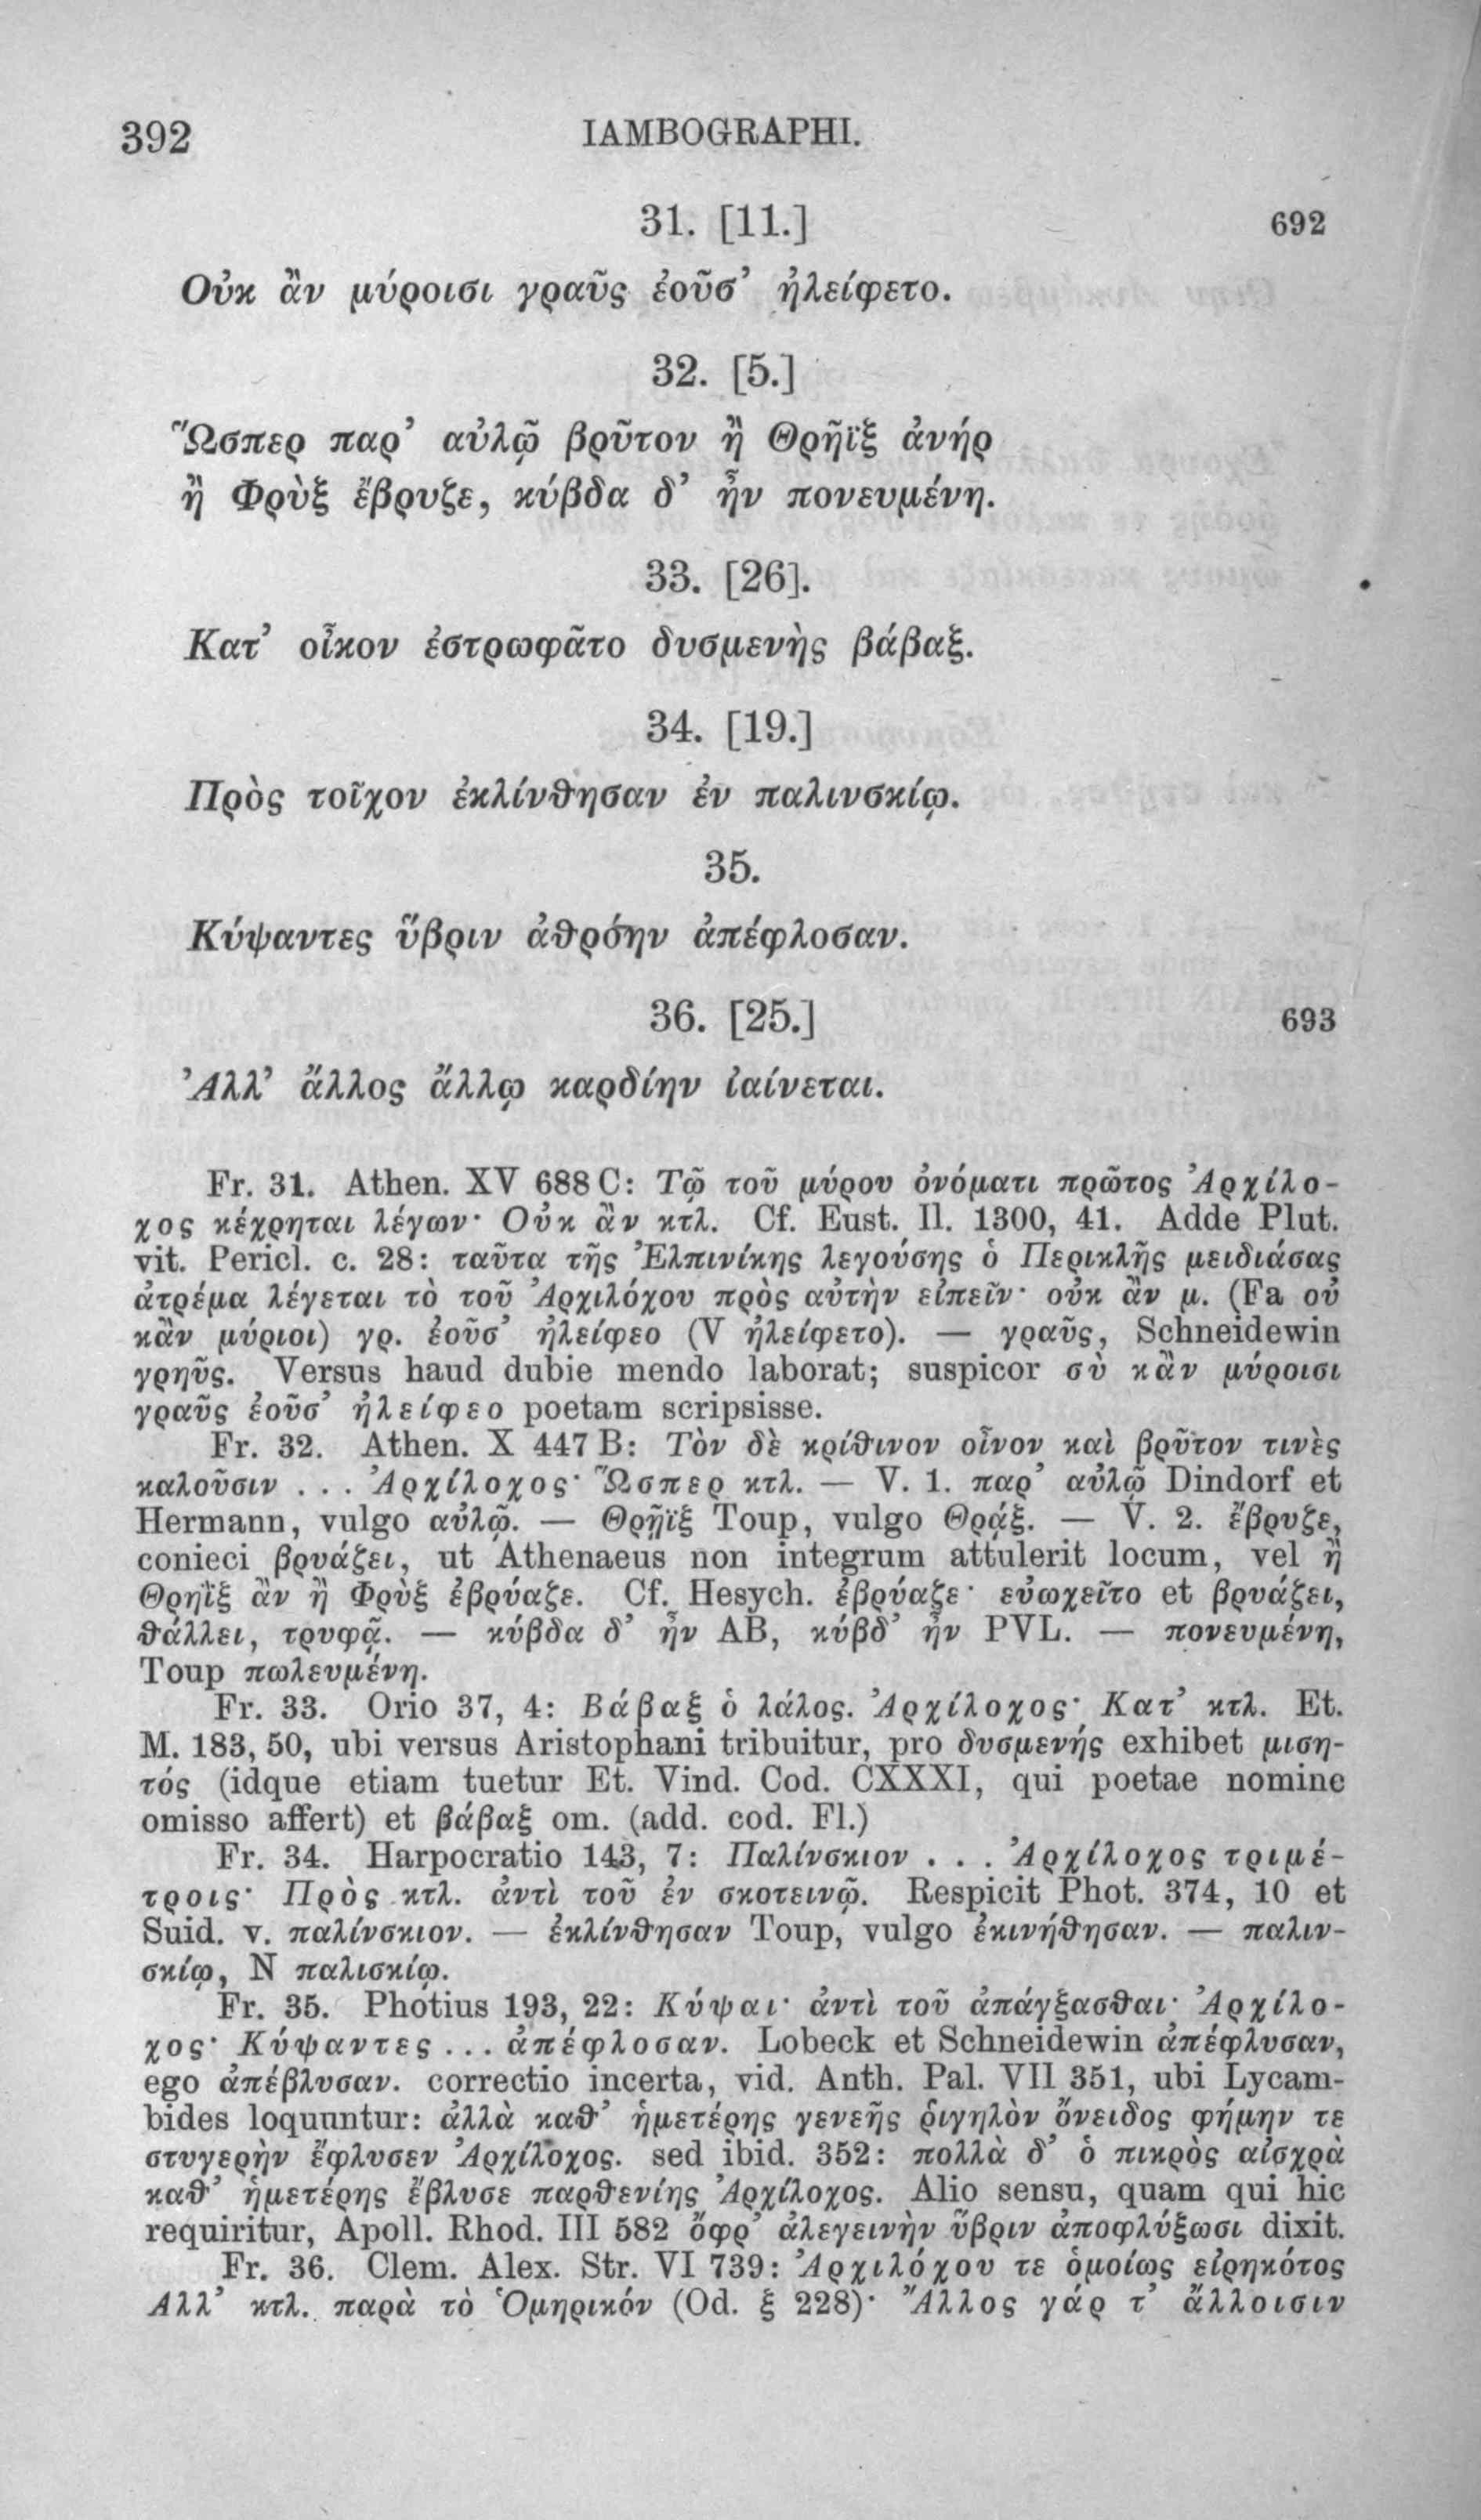 392
IAMBOGRAPHI.
31. [11.]
692
Οὐκ ἂν μύροισι γραῦς ἐοῦσ’ ἠλείφετο.
32. [5.]
Ὥσπερ παρ’ αὐλῷ βρῦτον ἢ Θρῆϊξ ἀνήρ
ἢ Φρὺξ ἔβρυζε, κύβδα δ’ ἦν πονευμένη.
33. [26].
Κατ’ οἶκον ἐστρωφᾶτο δυσμενὴς βάβαξ.
34. [19.]
Πρὸς τοῖχον ἐκλίνθησαν ἐν παλινσκίῳ.
35.
Κύψαντες ὕβριν ἀθρόην ἀπέφλοσαν.
36. [25.]
693
Ἀλλ’ ἄλλος ἄλλῳ καρδίην ἰαίνεται.
Fr. 31. Athen. XV 688 C: Τῷ τοῦ μύρου ὀνόματι πρῶτος Ἀρχίλο-
χος κέχρηται λέγων· Οὐκ ἂν κτλ. Cf. Eust. Il. 1300, 41. Adde Plut.
vit. Pericl. c. 28: ταῦτα τῆς Ἐλπινίκης λεγούσης ὁ Περικλῆς μειδιάσας
ἀτρέμα λέγεται τὸ τοῦ Ἀρχιλόχου πρὸς αὐτὴν εἰπεῖν· οὐκ ἂν μ. (Fa οὐ
κἂν μύριοι) γρ. ἐοῦσ’ ἠλείφεο (V ἠλείφετο). — γραῦς, Schneidewin
γρηῦς. Versus haud dubie mendo laborat; suspicor σὺ κἂν μύροισι
γραῦς ἐοῦσ’ ἠλείφεο poetam scripsisse.
Fr. 32. Athen. X 447 B: Τὸν δὲ κρίθινον οἶνον καὶ βρῦτον τινὲς
καλοῦσιν . . . Ἀρχίλοχος· Ὥσπερ κτλ. — V. 1. παρ’ αὐλῷ Dindorf et
Hermann, vulgo αὐλῷ. — Θρῇϊξ Toup, vulgo Θρᾴξ. — V. 2. ἔβρυζε,
conieci βρυάζει, ut Athenaeus non integrum attulerit locum, vel ἢ
Θρηῒξ ἂν ἢ Φρὺξ ἐβρύαζε. Cf. Hesych. ἐβρύαζε· εὐωχεῖτο et βρυάζει,
θάλλει, τρυφᾷ. — κύβδα δ’ ἦν AB, κύβδ’ ἦν PVL. — πονευμένη,
Toup πωλευμένη.
Fr. 33. Orio 37, 4: Βάβαξ ὁ λάλος. Ἀρχίλοχος· Κατ’ κτλ. Et.
M. 183, 50, ubi versus Aristophani tribuitur, pro δυσμενής exhibet μιση-
τός (idque etiam tuetur Et. Vind. Cod. CXXXI, qui poetae nomine
omisso affert) et βάβαξ om. (add. cod. Fl.)
Fr. 34. Harpocratio 143, 7: Παλίνσκιον . . . Ἀρχίλοχος τριμέ-
τροις· Πρὸς κτλ. ἀντὶ τοῦ ἐν σκοτεινῷ. Respicit Phot. 374, 10 et
Suid. v. παλίνσκιον. — ἐκλίνθησαν Toup, vulgo ἐκινήθησαν. — παλιν-
σκίῳ, N παλισκίῳ.
Fr. 35. Photius 193, 22: Κύψαι· ἀντὶ τοῦ ἀπάγξασθαι· Ἀρχίλο-
χος· Κύψαντες ... ἀπέφλοσαν. Lobeck et Schneidewin ἀπέφλυσαν,
ego ἀπέβλυσαν. correctio incerta, vid. Anth. Pal. VII 351, ubi Lycam-
bides loquuntur: ἀλλὰ καθ’ ἡμετέρης γενεῆς ῥιγηλὸν ὄνειδος φήμην τε
στυγερὴν ἔφλυσεν Ἀρχίλοχος. sed ibid. 352: πολλὰ δ’ ὁ πικρὸς αἰσχρὰ
καθ’ ἡμετέρης ἔβλυσε παρθενίης Ἀρχίλοχος. Alio sensu, quam qui hic
requiritur, Apoll. Rhod. III 582 ὄφρ’ ἀλεγεινὴν ὕβριν ἀποφλύξωσι dixit.
Fr. 36. Clem. Alex. Str. VI 739: Ἀρχιλόχου τε ὁμοίως εἰρηκότος
Ἀλλ’ κτλ. παρὰ τὸ Ὁμηρικόν (Od. ξ 228)· Ἄλλος γάρ τ’ ἄλλοισιν